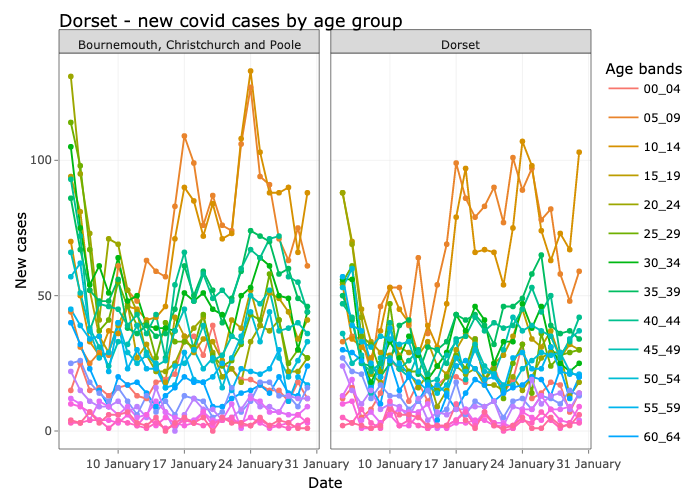 Dorset - new covid cases by age group
Bournemouth, Christchurch and Poole
Dorset
New cases
100
50
0
10 January 17 January 24 January 31 January
10 January 17 January 24 January 31 January
Date
Age bands
00_04
05_09
10_14
15_19
20_24
25_29
30_34
35_39
40_44
45_49
50_54
55_59
60_64